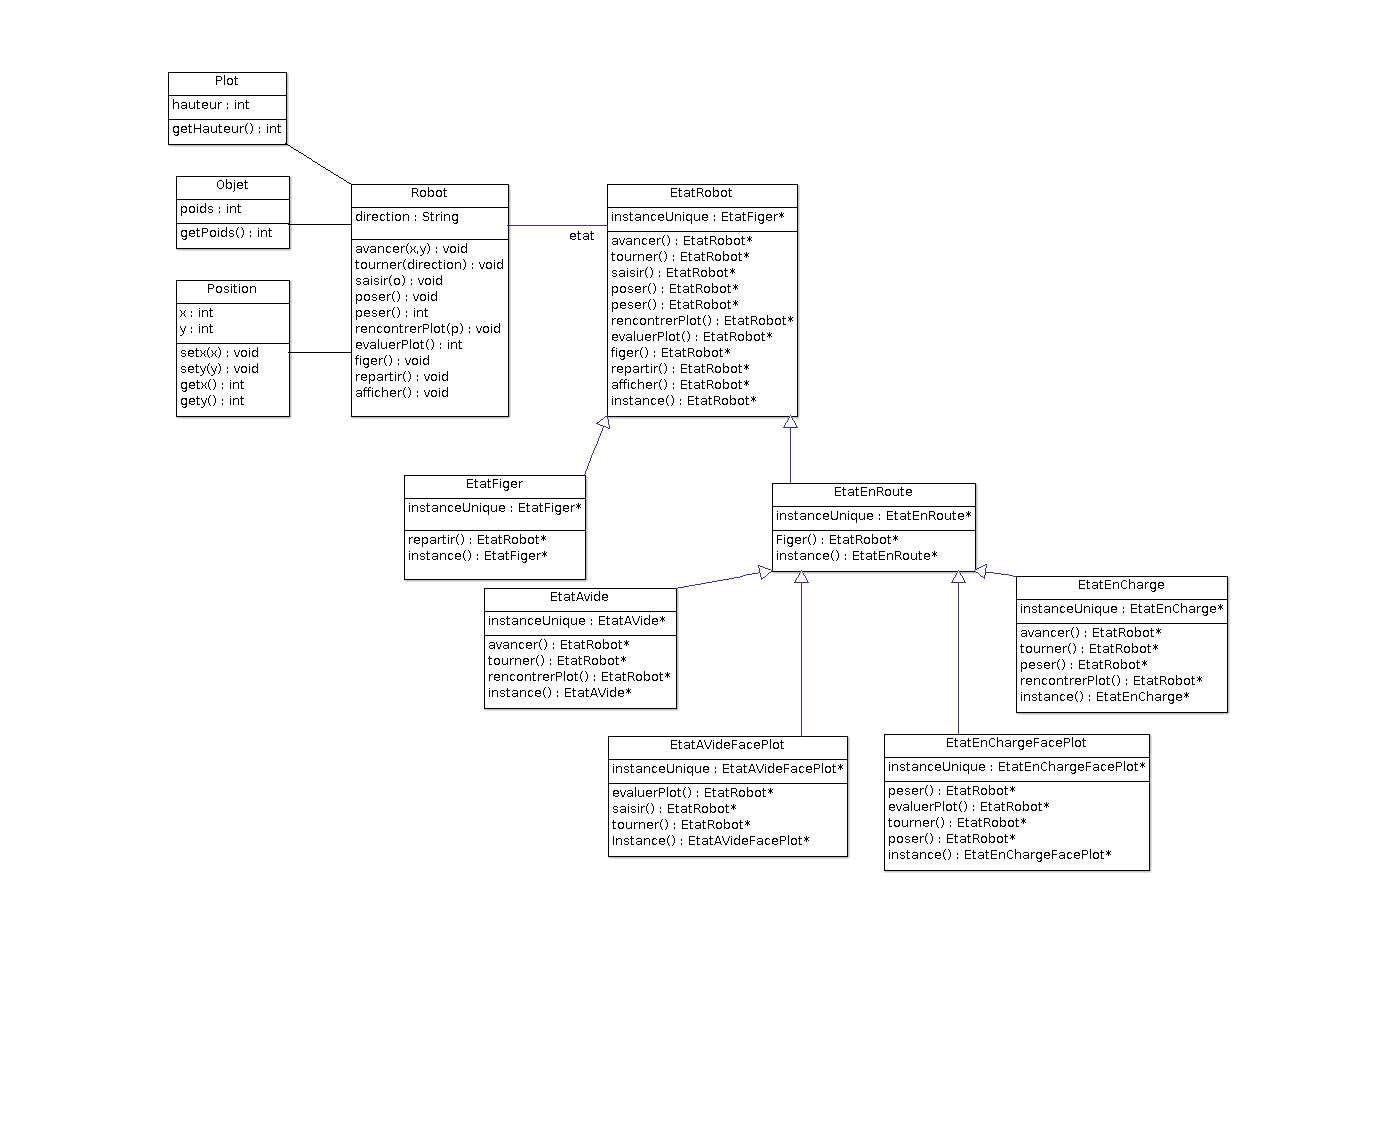 Plot
hauteur : int
getHauteur() : int
Objet
poids : int
getPoids() : int
Position
x : int
y : int
setx(x) : void
sety(y) : void
getx() : int
gety() : int
Robot
direction : String
avancer(x,y) : void
tourner(direction) : void
saisir(o) : void
poser() : void
peser() : int
rencontrerPlot(p) : void
evaluerPlot() : int
figer() : void
repartir() : void
afficher() : void
etat
EtatRobot
instanceUnique : EtatFiger*
avancer() : EtatRobot*
tourner() : EtatRobot*
saisir() : EtatRobot*
poser() : EtatRobot*
peser() : EtatRobot*
rencontrerPlot() : EtatRobot*
evaluerPlot() : EtatRobot*
figer() : EtatRobot*
repartir() : EtatRobot*
afficher() : EtatRobot*
instance() : EtatRobot*
EtatFiger
instanceUnique : EtatFiger*
repartir() : EtatRobot*
instance() : EtatFiger*
EtatEnRoute
instanceUnique : EtatEnRoute*
Figer() : EtatRobot*
instance() : EtatEnRoute*
EtatAvide
instanceUnique : EtatAVide*
avancer() : EtatRobot*
tourner() : EtatRobot*
rencontrerPlot() : EtatRobot*
instance() : EtatAVide*
EtatEnCharge
instanceUnique : EtatEnCharge*
avancer() : EtatRobot*
tourner() : EtatRobot*
peser() : EtatRobot*
rencontrerPlot() : EtatRobot*
instance() : EtatEnCharge*
EtatAVideFacePlot
instanceUnique : EtatAVideFacePlot*
evaluerPlot() : EtatRobot*
saisir() : EtatRobot*
tourner() : EtatRobot*
Instance() : EtatAVideFacePlot*
EtatEnChargeFacePlot
instanceUnique : EtatEnChargeFacePlot*
peser() : EtatRobot*
evaluerPlot() : EtatRobot*
tourner() : EtatRobot*
poser() : EtatRobot*
instance() : EtatEnChargeFacePlot*